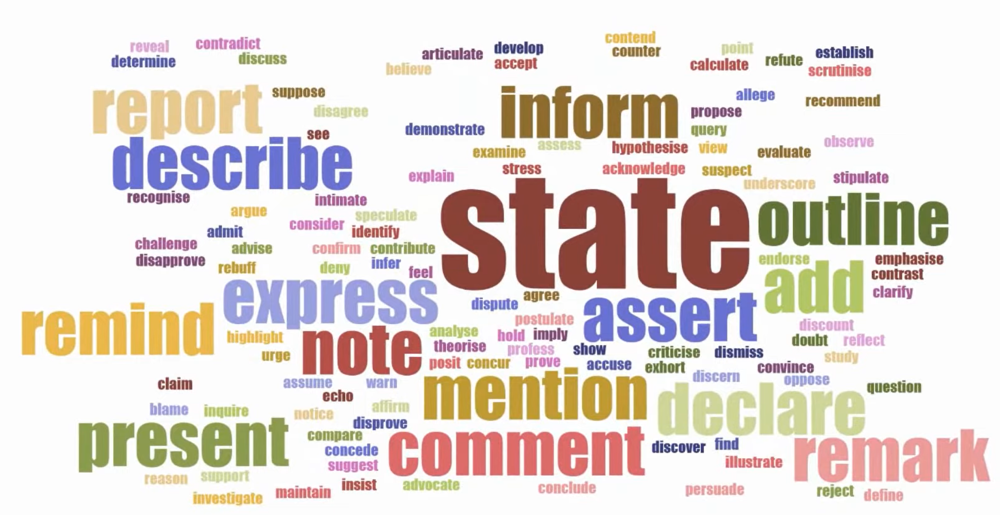 reveal
contradict
determine
discuss
articulate
develop
believe
accept
contend
counter
point
establish
calculate
refute
scrutinise
report
suppose
disagree
see
inform
allege
recommend
propose
demonstrate
query
describe
examine
assess
hypothesise
view
evaluate
observe
explain
stress
acknowledge
suspect
underscore
stipulate
recognise
intimate
state
outline
argue
speculate
consider
admit
identify
challenge
advise
confirm
contribute
disapprove
rebuff
deny
infer
feel
endorse
emphasise
contrast
add
clarify
express
remind
dispute
agree
assert
postulate
discount
highlight
note
analyse
hold
imply
doubt
reflect
theorise
profess
show
criticise
dismiss
study
urge
posit
concur
prove
accuse
exhort
convince
claim
assume
warn
mention
discern
oppose
question
echo
declare
blame
inquire
notice
affirm
disprove
present
compare
comment
concede
discover
find
remark
suggest
illustrate
reason
support
insist
advocate
conclude
persuade
reject
define
investigate
maintain